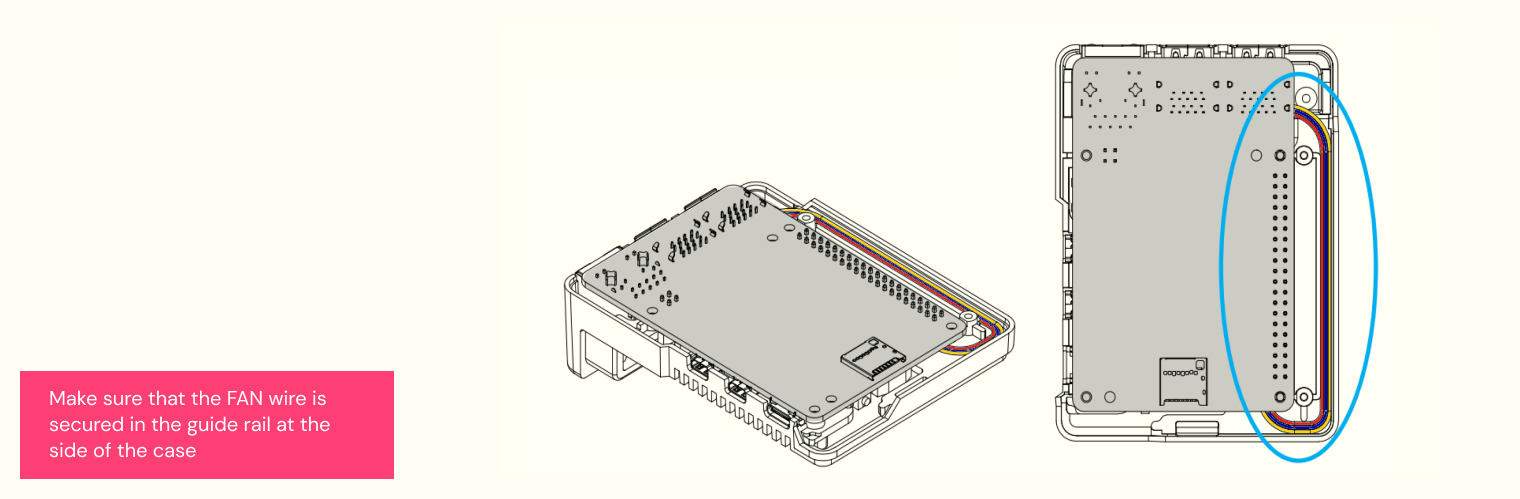 Make sure that the FAN wire is
secured in the guide rail at the
side of the case